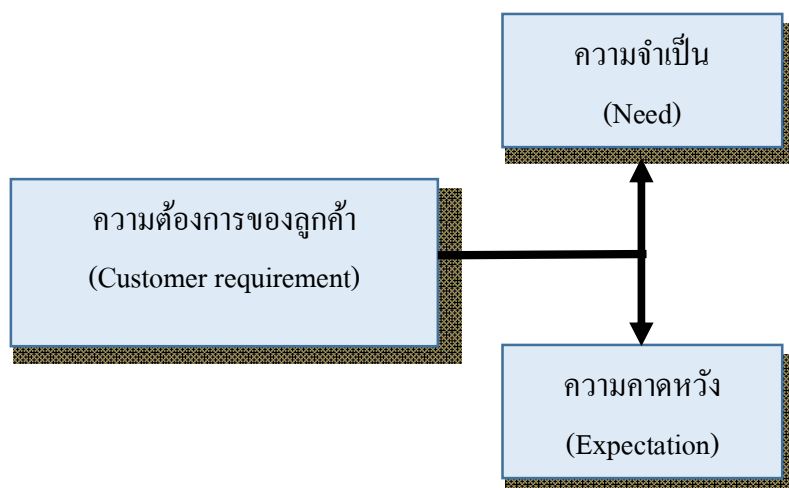 ความจำเป็น
(Need)
ความต้องการของลูกค้า
(Customer requirement)
ความคาดหวัง
(Expectation)